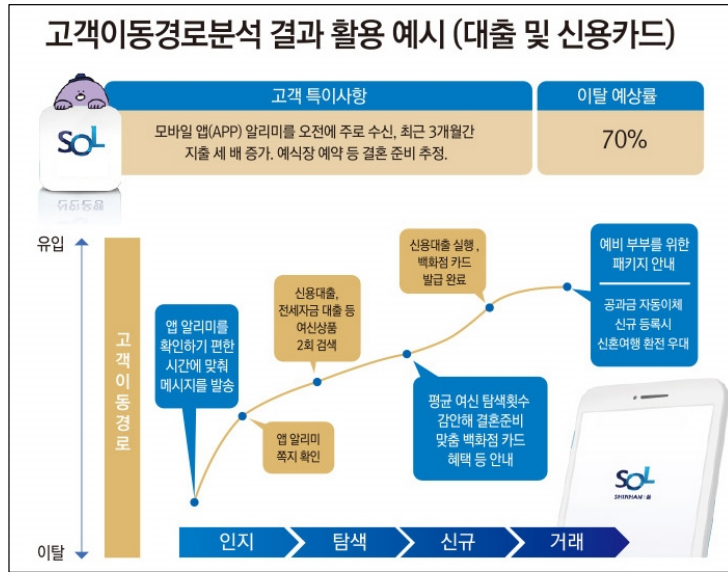 고객이동경로분석 결과 활용 예시 (대출 및 신용카드)
고객 특이사항
이탈 예상률
SOL
모바일 앱(APP) 알리미를 오전에 주로 수신, 최근 3개월간
지출 세 배 증가. 예식장 예약 등 결혼 준비 추정.
70%
유입
고객이동경로
이탈
앱 알리미를
확인하기 편한
시간에 맞춰
메시지를 발송
앱 알리미
쪽지 확인
신용대출,
전세자금 대출 등
여신상품
2회 검색
평균 여신 탐색횟수
감안해 결혼준비
맞춤 백화점 카드
혜택 등 안내
신용대출 실행,
백화점 카드
발급 완료
예비 부부를 위한
패키지 안내
공과금 자동이체
신규 등록시
신혼여행 환전 우대
SOL
인지
탐색
신규
거래